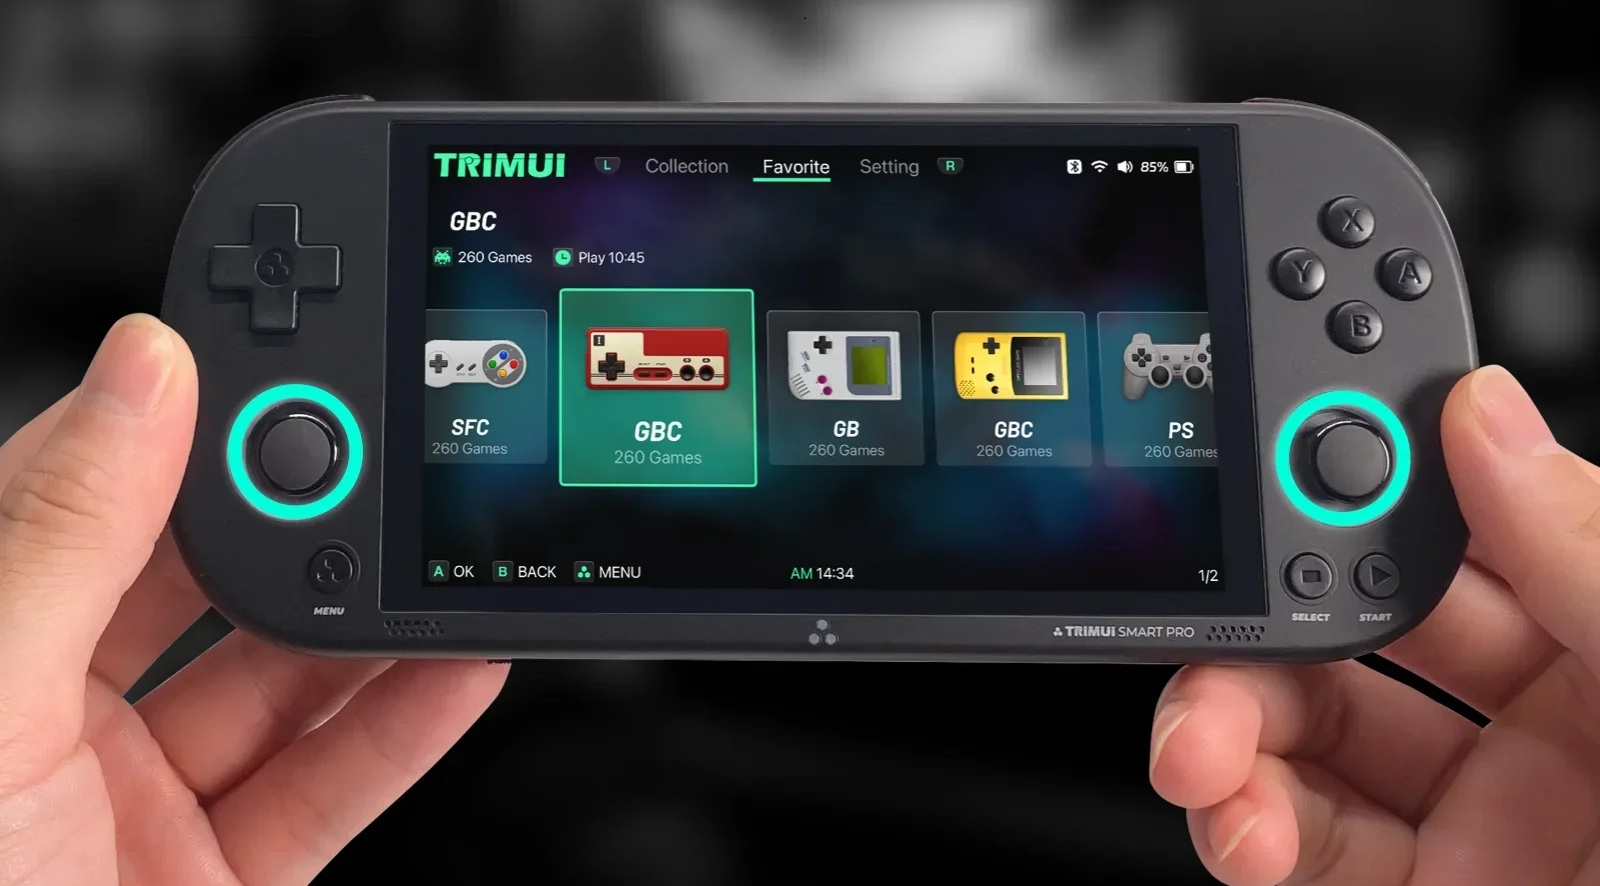 TRIMUI L Collection Favorite Setting R 85%
GBC
260 Games Play 10:45
SFC
260 Games
GBC
260 Games
GB
260 Games
GBC
260 Games
PS
260 Games
A OK B BACK MENU AM 14:34 1/2
X
Y
A
B
MENU
SELECT
START
TRIMUI SMART PRO